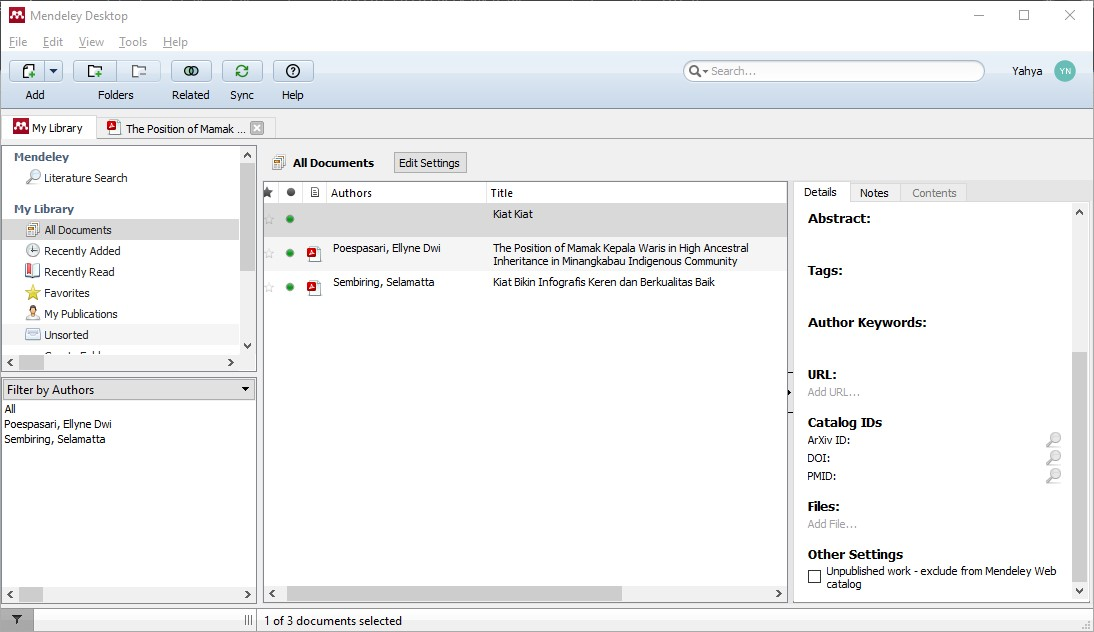 Mendeley Desktop
File Edit View Tools Help
Search...
Yahya YN
Add Folders Related Sync Help
My Library
The Position of Mamak ...
Mendeley
Literature Search
My Library
All Documents
Recently Added
Recently Read
Favorites
My Publications
Unsorted
Filter by Authors
All
Poespasari, Ellyne Dwi
Sembiring, Selamatta
All Documents Edit Settings
Authors Title
Kiat Kiat
Poespasari, Ellyne Dwi
The Position of Mamak Kepala Waris in High Ancestral
Inheritance in Minangkabau Indigenous Community
Sembiring, Selamatta
Kiat Bikin Infografis Keren dan Berkualitas Baik
Details Notes Contents
Abstract:
Tags:
Author Keywords:
URL:
Add URL...
Catalog IDs
ArXiv ID:
DOI:
PMID:
Files:
Add File...
Other Settings
Unpublished work - exclude from Mendeley Web
catalog
1 of 3 documents selected